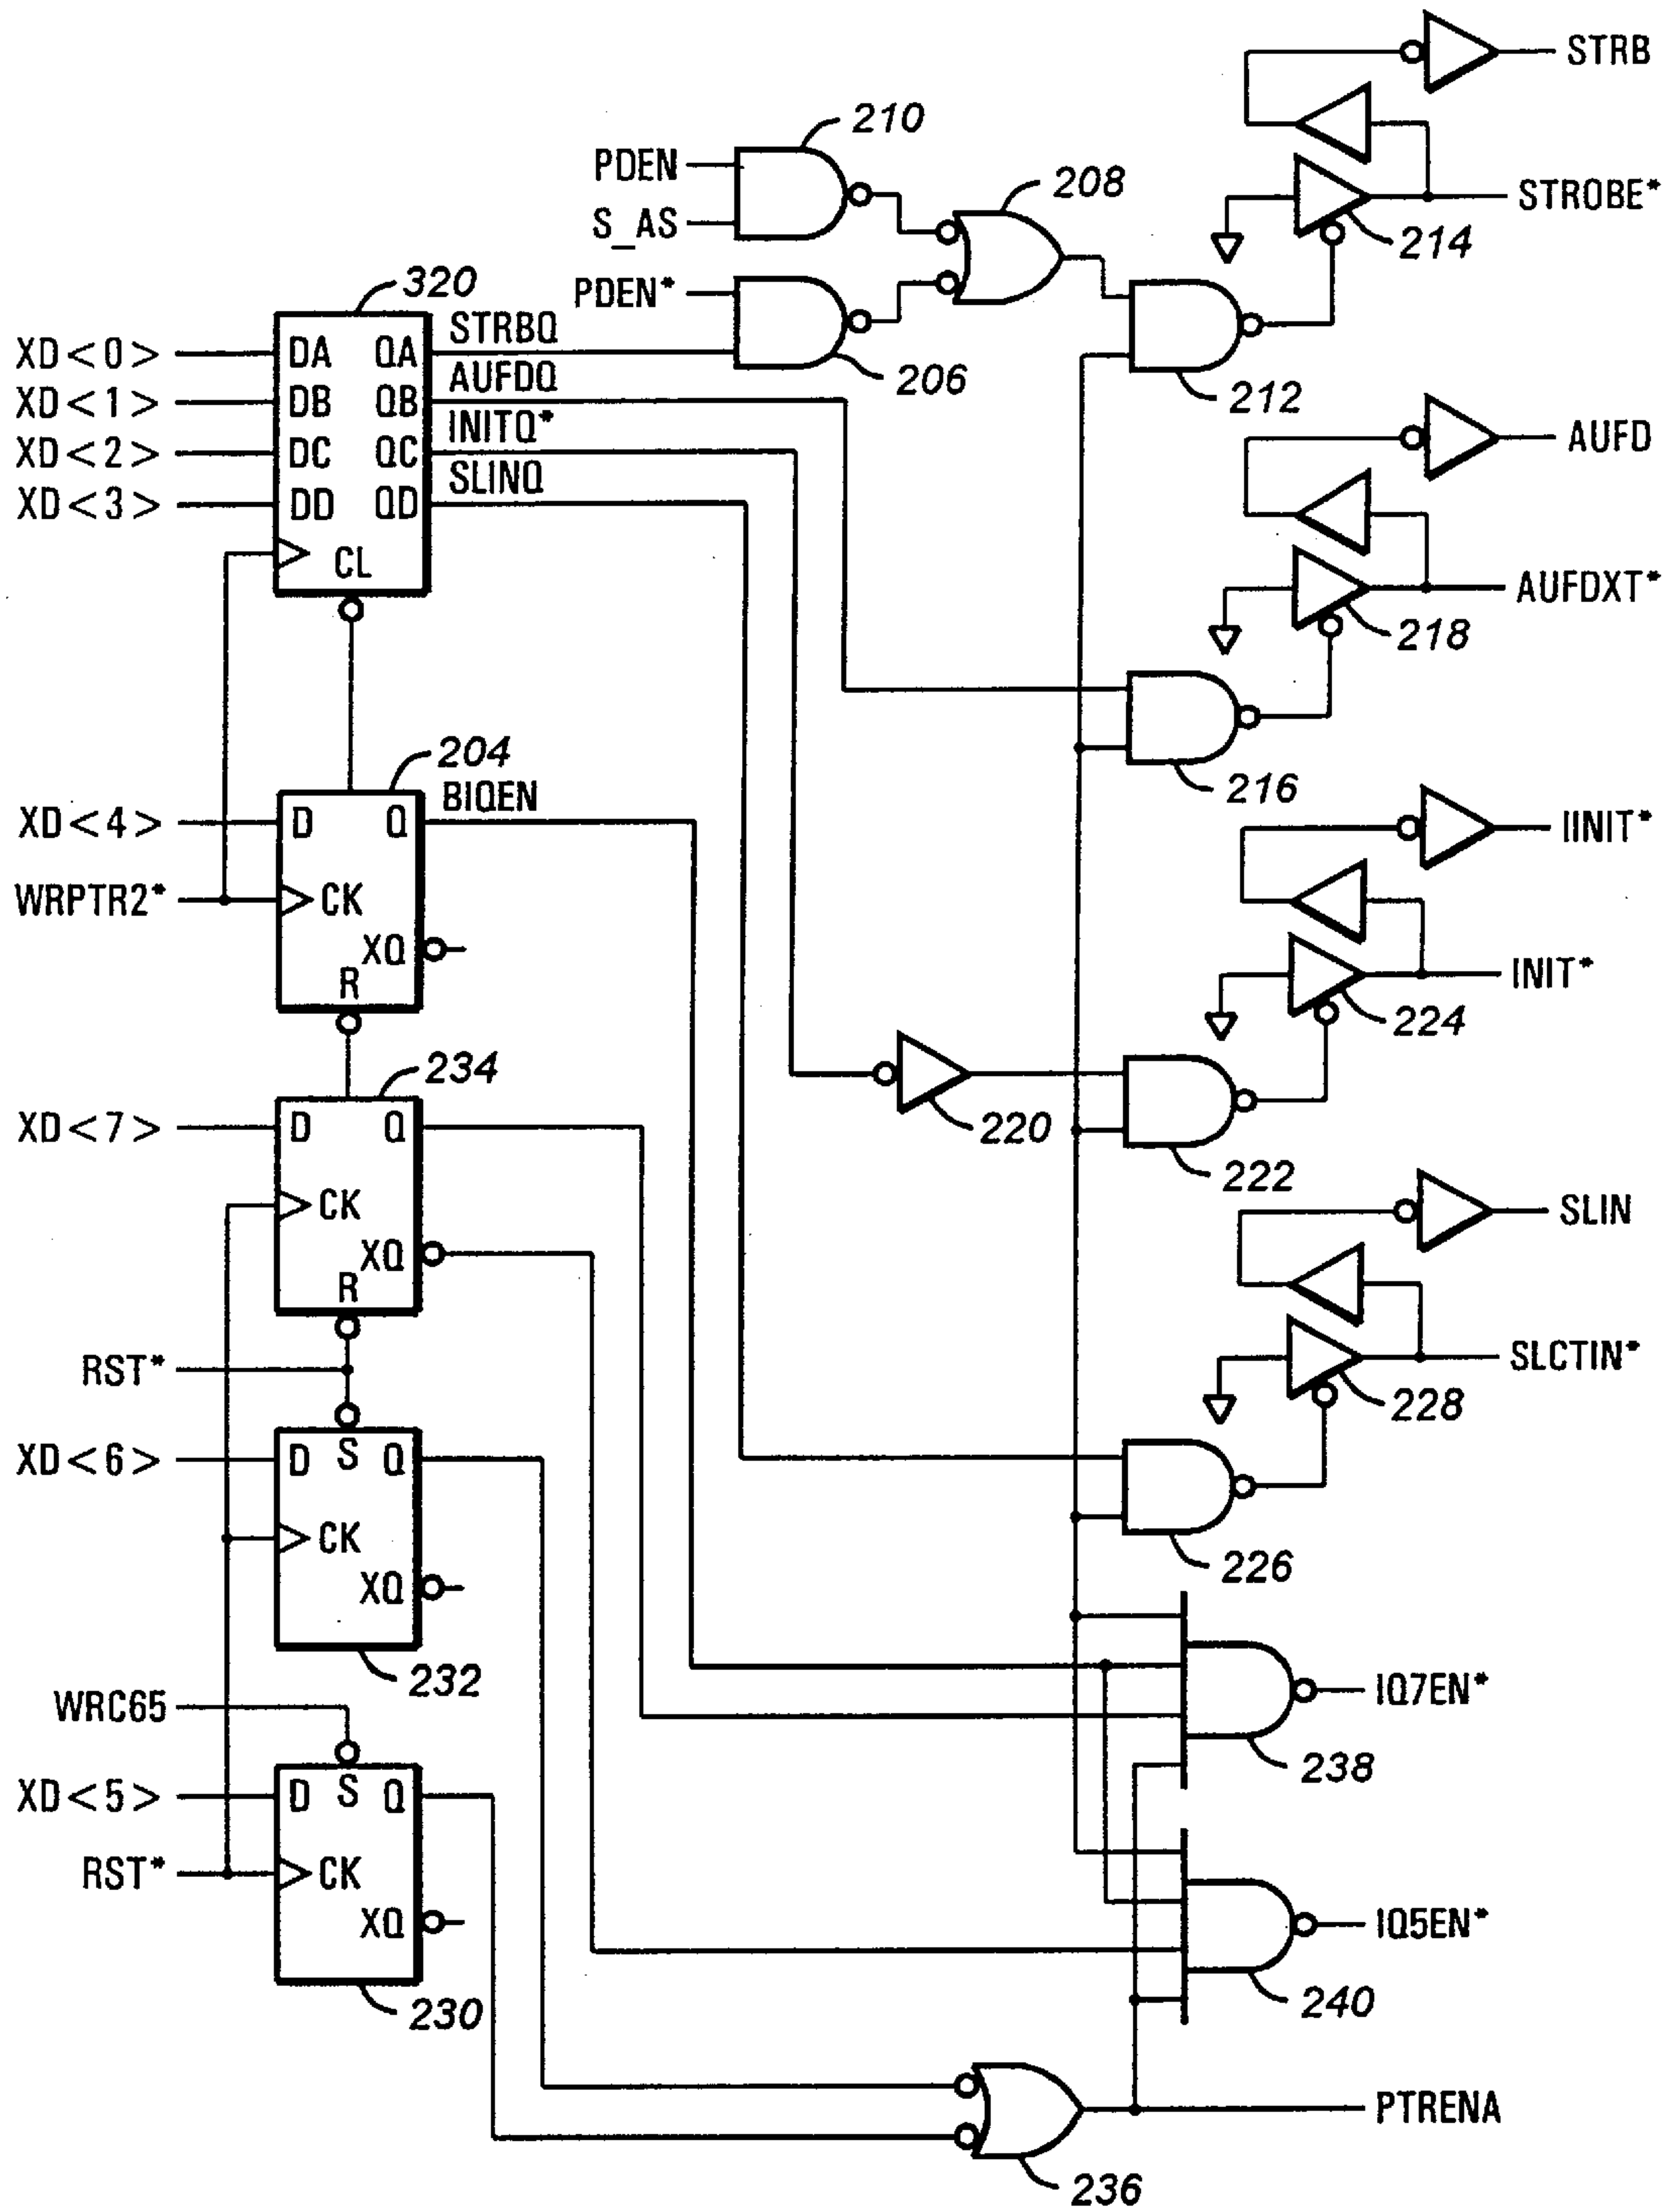 STRB
210
PDEN
S_AS
208
STROBE*
214
320
PDEN*
206
212
XD<0>
XD<1>
XD<2>
XD<3>
DA QA
DB QB
DC QC
DD QD
CL
STRBQ
AUFDQ
INITQ*
SLINQ
AUFD
AUFDXT*
218
216
204
BIQEN
XD<4>
D Q
WRPTR2*
CK
XQ
R
IINIT*
INIT*
224
220
222
234
XD<7>
D Q
CK
XQ
R
RST*
SLIN
SLCTIN*
228
226
XD<6>
D S Q
CK
XQ
232
WRC65
XD<5>
D S Q
RST*
CK
XQ
230
IQ7EN*
238
IQ5EN*
240
PTRENA
236